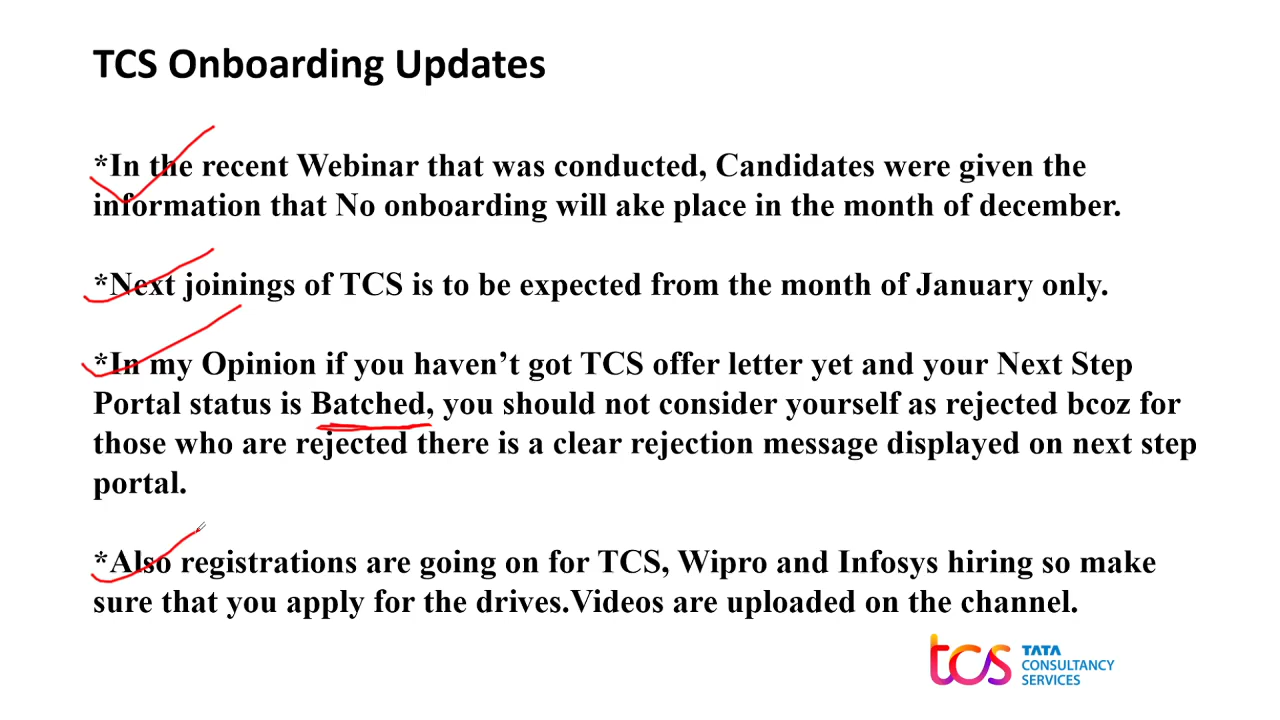 TCS Onboarding Updates
*In the recent Webinar that was conducted, Candidates were given the
information that No onboarding will ake place in the month of december.
*Next joinings of TCS is to be expected from the month of January only.
*In my Opinion if you haven’t got TCS offer letter yet and your Next Step
Portal status is Batched, you should not consider yourself as rejected bcoz for
those who are rejected there is a clear rejection message displayed on next step
portal.
*Also registrations are going on for TCS, Wipro and Infosys hiring so make
sure that you apply for the drives.Videos are uploaded on the channel.
tcs TATA
CONSULTANCY
SERVICES